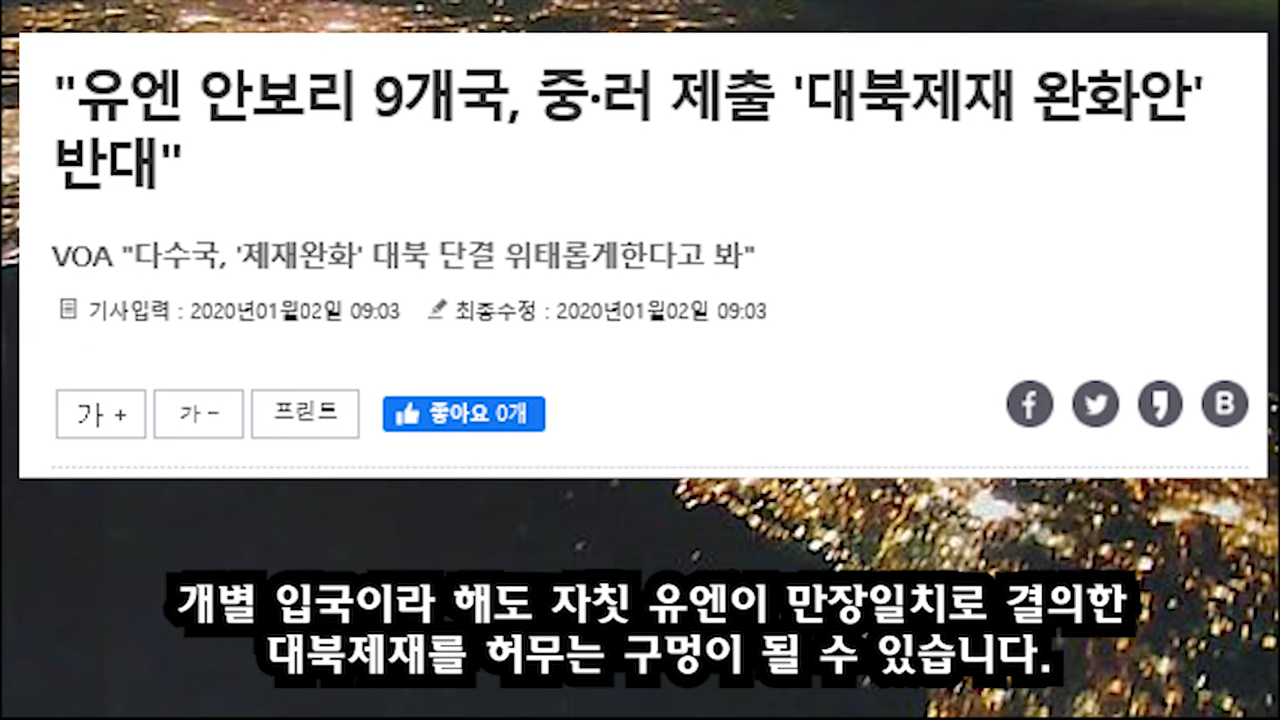 "유엔 안보리 9개국, 중·러 제출 '대북제재 완화안'
반대"
VOA "다수국, '제재완화' 대북 단결 위태롭게한다고 봐"
기사입력 : 2020년01월02일 09:03 최종수정 : 2020년01월02일 09:03
가 + 가 - 프린트 좋아요 0개 f B
개별 입국이라 해도 자칫 유엔이 만장일치로 결의한
대북제재를 허무는 구멍이 될 수 있습니다.